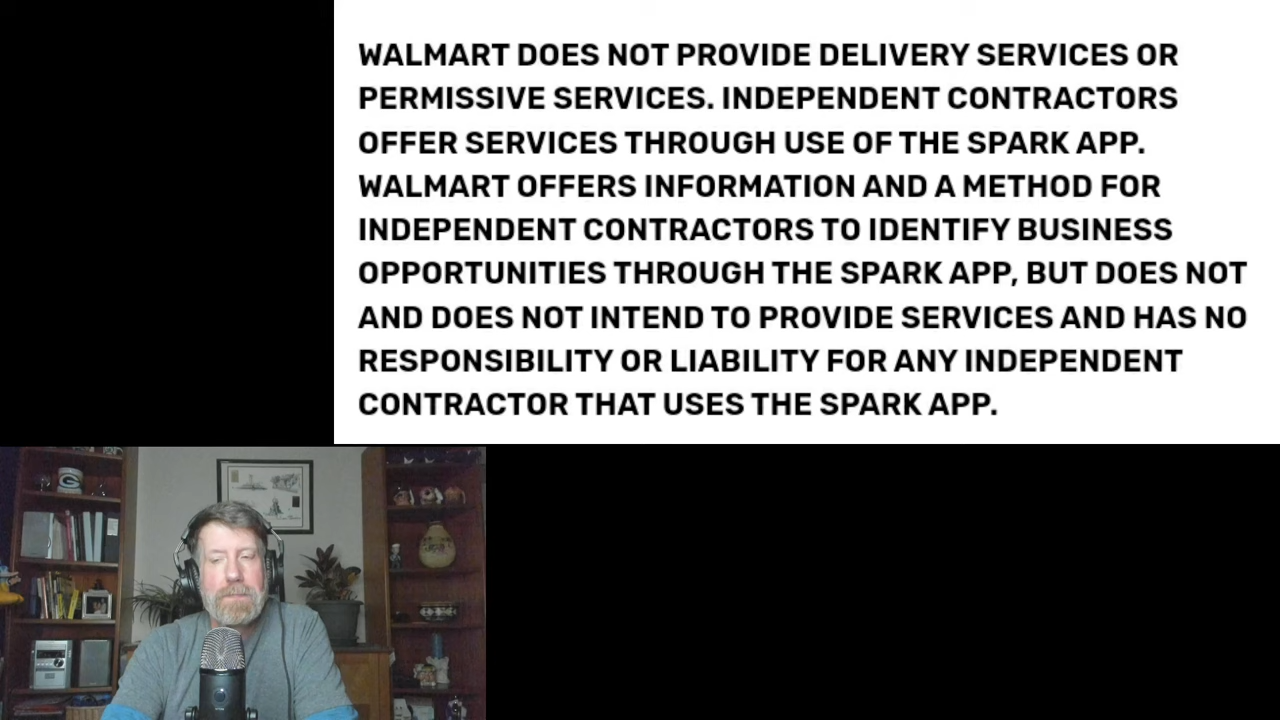 WALMART DOES NOT PROVIDE DELIVERY SERVICES OR
PERMISSIVE SERVICES. INDEPENDENT CONTRACTORS
OFFER SERVICES THROUGH USE OF THE SPARK APP.
WALMART OFFERS INFORMATION AND A METHOD FOR
INDEPENDENT CONTRACTORS TO IDENTIFY BUSINESS
OPPORTUNITIES THROUGH THE SPARK APP, BUT DOES NOT
AND DOES NOT INTEND TO PROVIDE SERVICES AND HAS NO
RESPONSIBILITY OR LIABILITY FOR ANY INDEPENDENT
CONTRACTOR THAT USES THE SPARK APP.
G